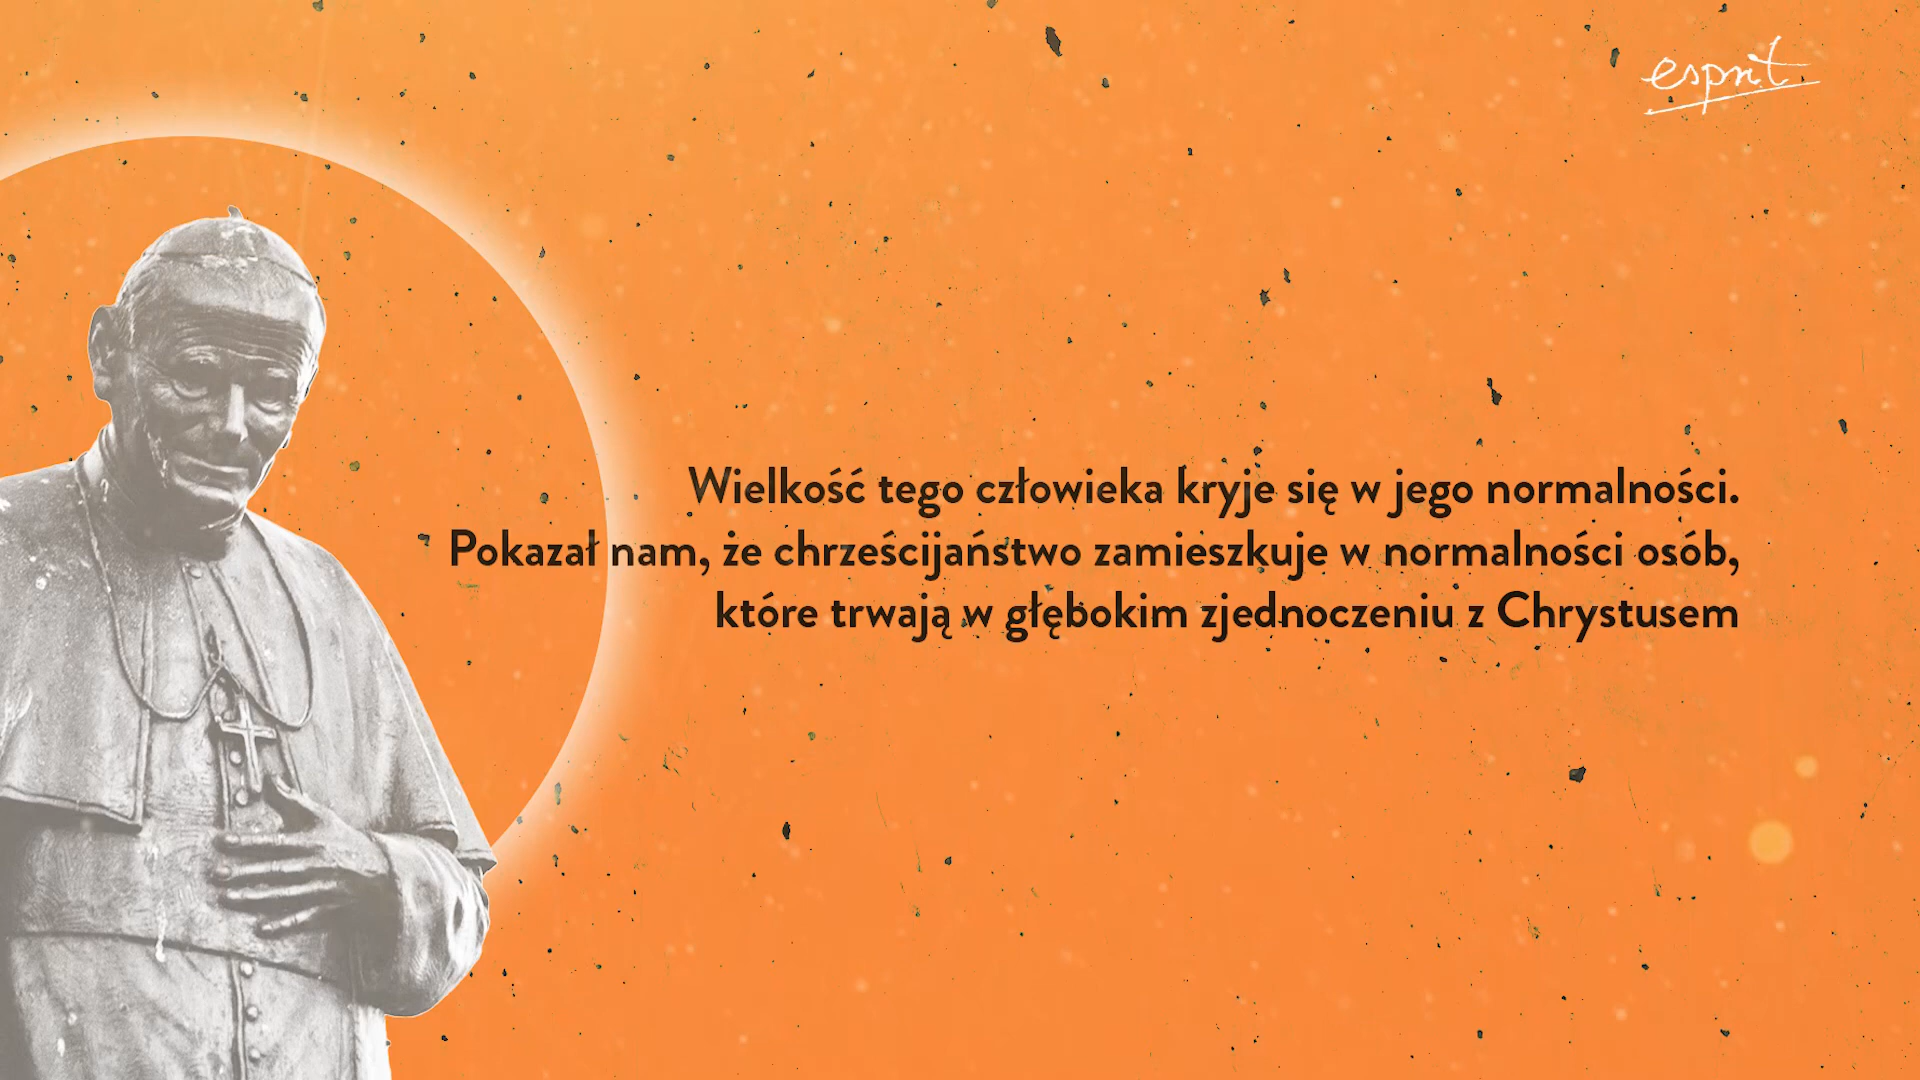 esprit
Wielkość tego człowieka kryje się w jego normalności.
Pokazał nam, że chrześcijaństwo zamieszkuje w normalności osób,
które trwają w głębokim zjednoczeniu z Chrystusem